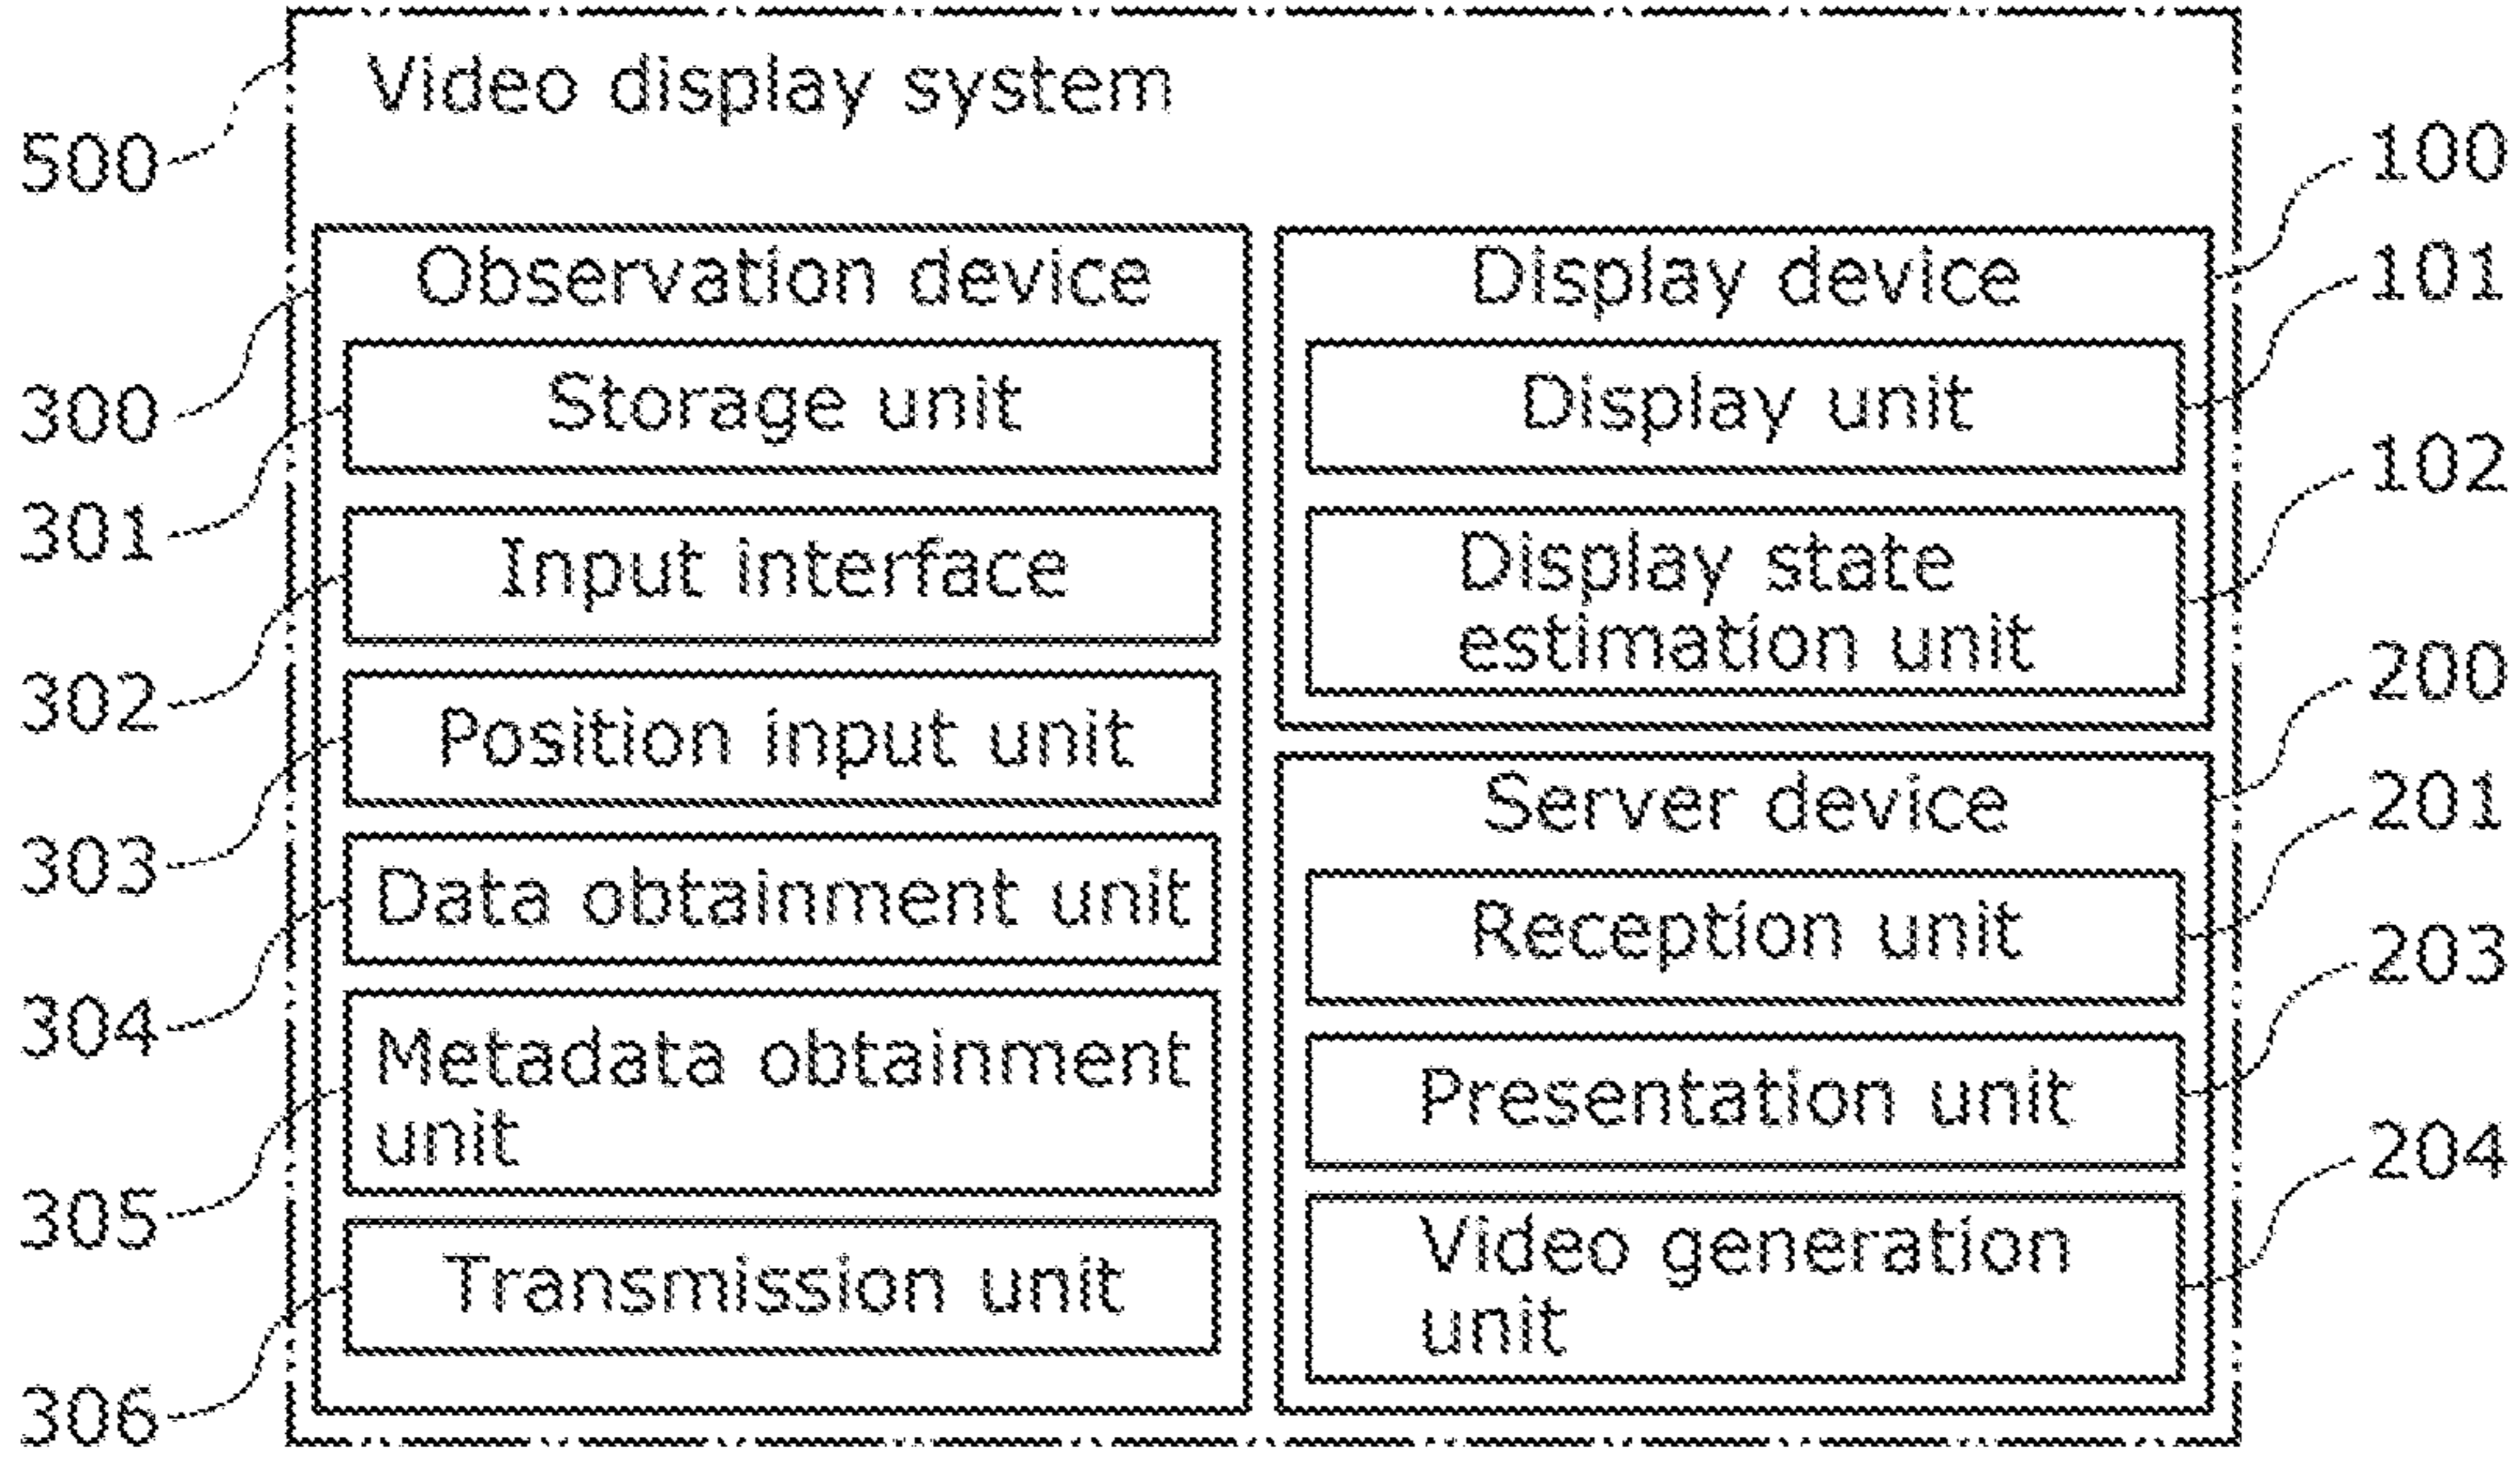 Video display system
500
Observation device
300
Storage unit
301
Input interface
302
Position input unit
303
Data obtainment unit
304
Metadata obtainment
unit
305
Transmission unit
306
Display device
100
Display unit
101
Display state
estimation unit
102
Server device
200
Reception unit
201
Presentation unit
203
Video generation
unit
204